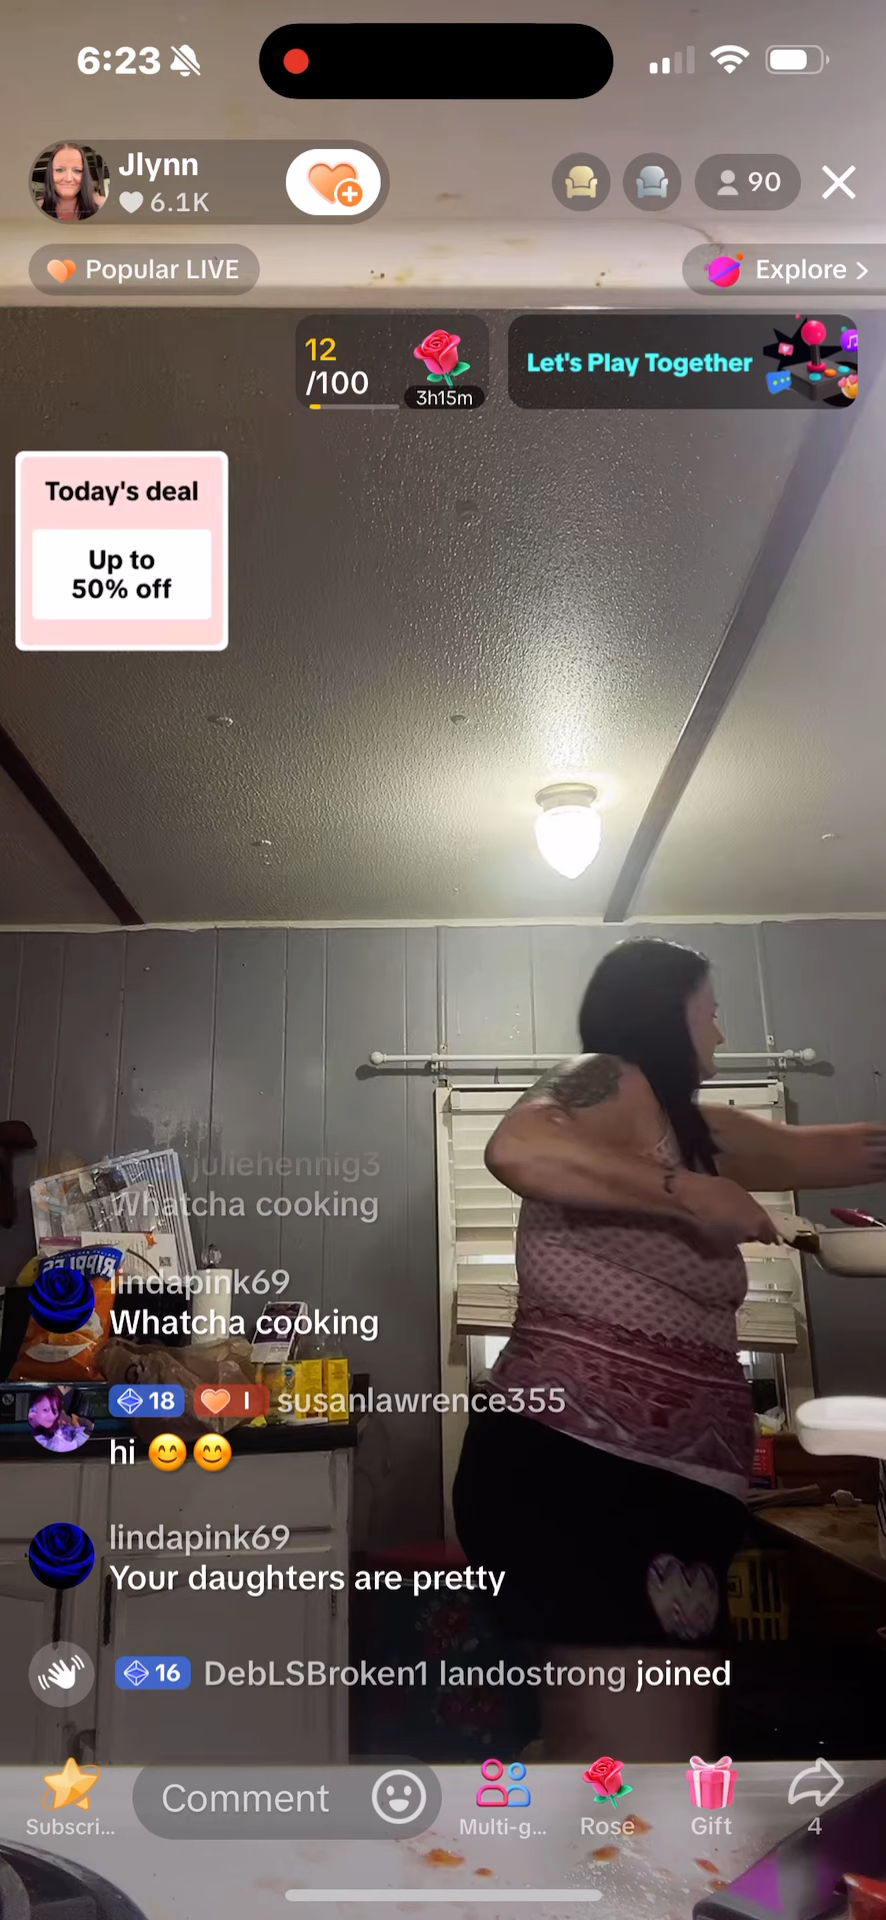 6:23
Jlynn
6.1K
90
Popular LIVE
Explore >
12
/100
3h15m
Let's Play Together
Today's deal
Up to
50% off
juliehennig3
Whatcha cooking
lindapink69
Whatcha cooking
18 I susanlawrence355
hi 😊😊
lindapink69
Your daughters are pretty
16 DebLSBroken1 landostrong joined
Comment
Subscri...
Multi-g...
Rose
Gift
4